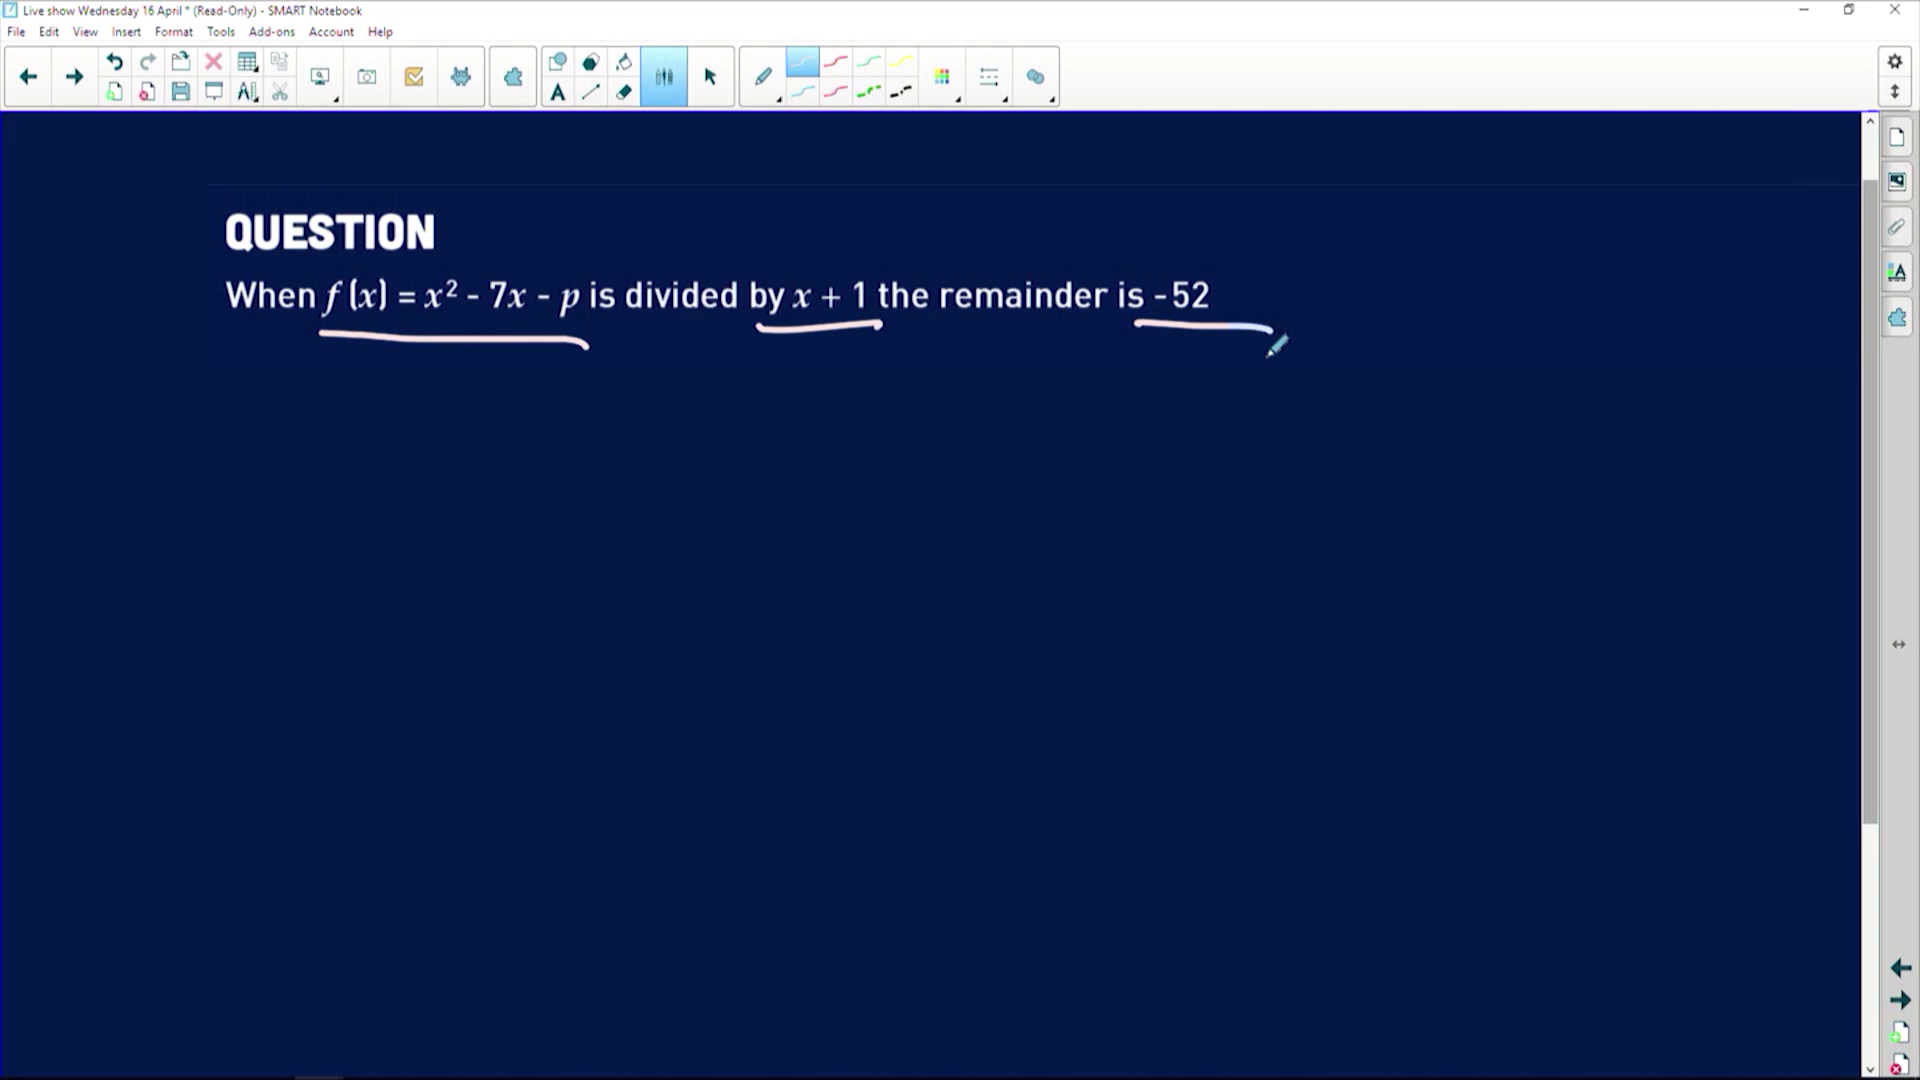 Live show Wednesday 16 April * (Read-Only) - SMART Notebook
File Edit View Insert Format Tools Add-ons Account Help
QUESTION
When f (x) = x² - 7x - p is divided by x + 1 the remainder is -52